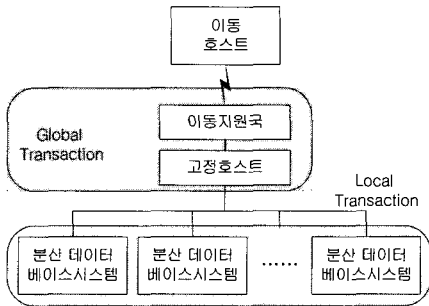 이동
호스트
Global
Transaction
이동지원국
고정호스트
Local
Transaction
분산 데이터
베이스시스템
분산 데이터
베이스시스템
......
분산 데이터
베이스시스템